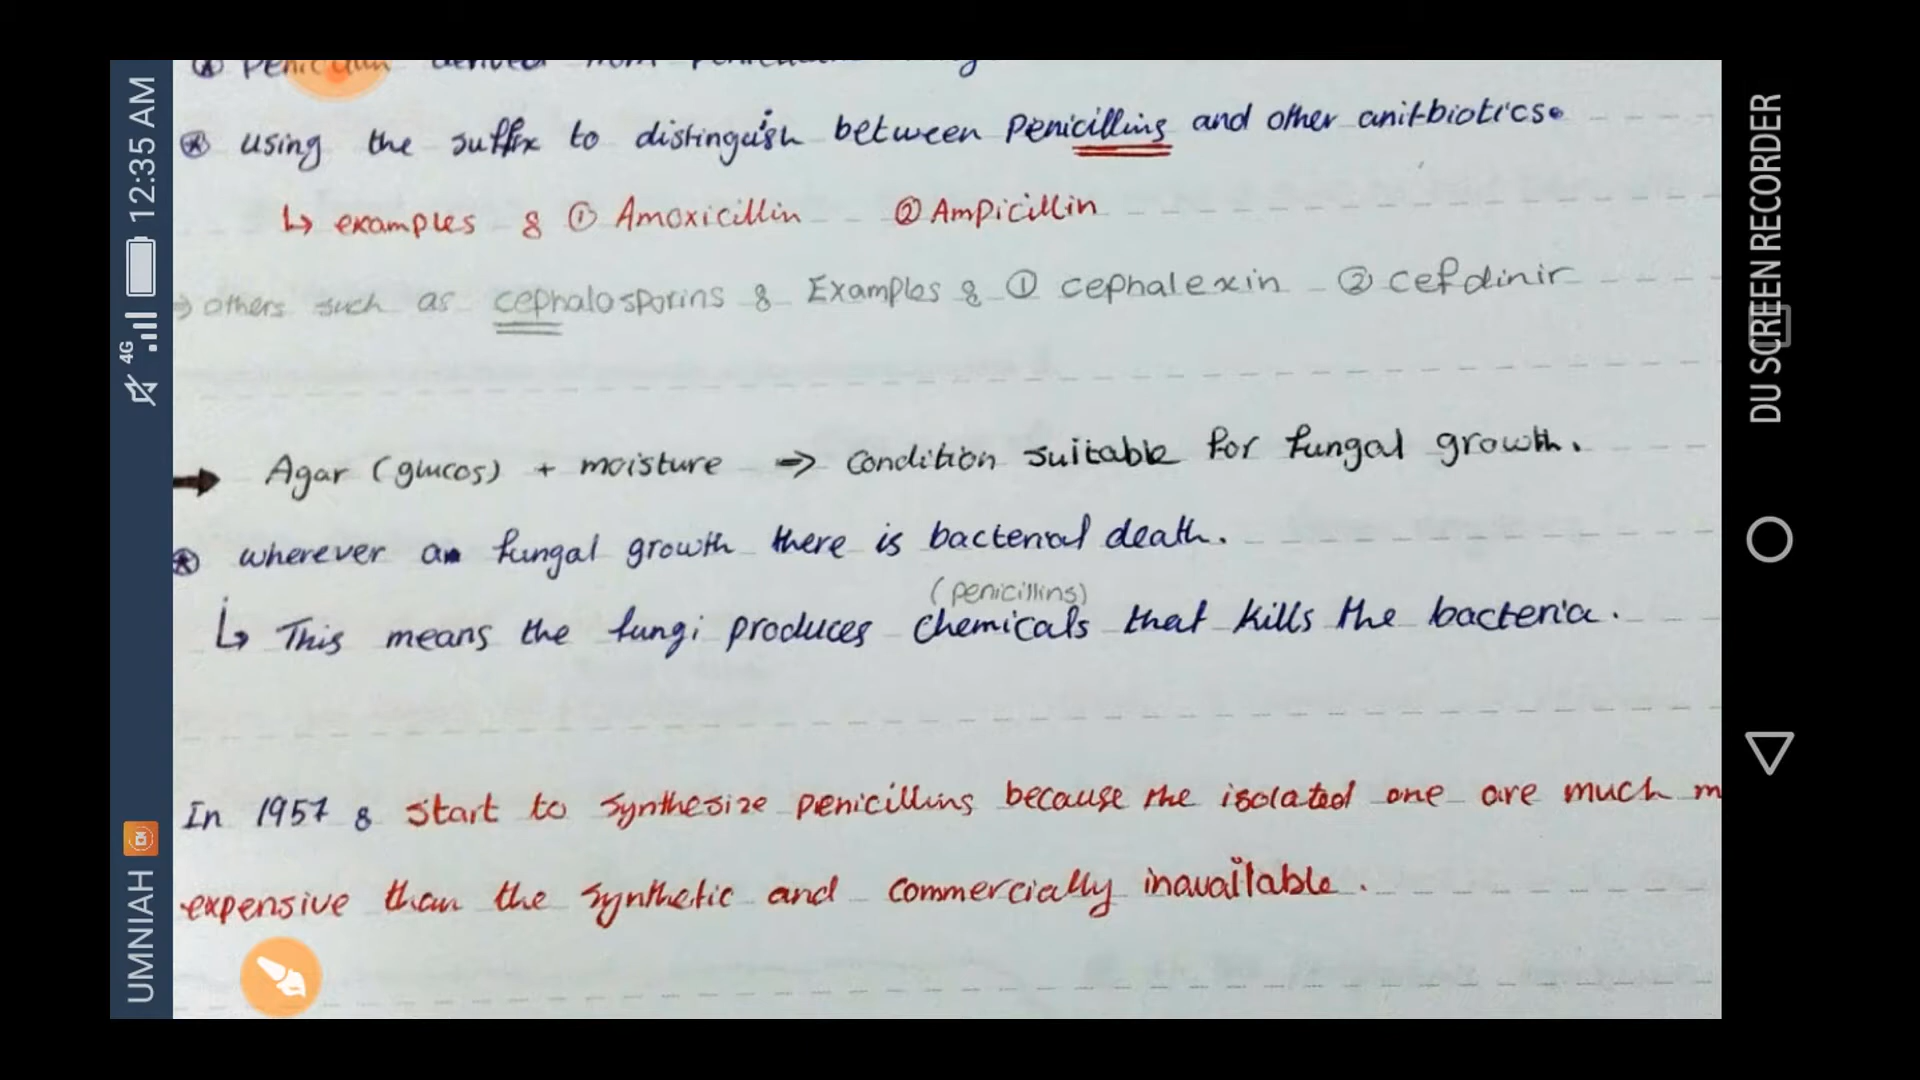 Penicillin derived from
using the suffix to distinguish between penicillins and other anitbiotics.
↳ examples : ① Amoxicillin ② Ampicillin
⇒ others such as cephalosporins : Examples : ① cephalexin ② cefdinir
→ Agar (glucos) + moisture ⇒ Condition suitable for fungal growth.
wherever a fungal growth there is bacterial death.
(penicillins)
↳ This means the fungi produces chemicals that kills the bacteria.
In 1957 : start to synthesize penicillins because the isolated one are much m
expensive than the synthetic and commercially inavailable.
12:35 AM
4G
UMNIAH
DU SCREEN RECORDER